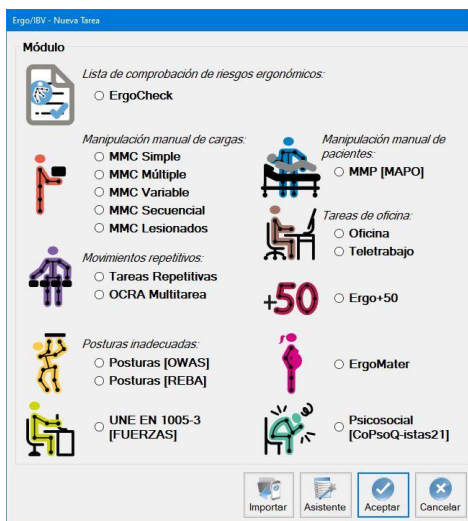 Ergo/IBV - Nueva Tarea
Módulo
Lista de comprobación de riesgos ergonómicos:
ErgoCheck
Manipulación manual de cargas:
MMC Simple
MMC Múltiple
MMC Variable
MMC Secuencial
MMC Lesionados
Movimientos repetitivos:
Tareas Repetitivas
OCRA Multitarea
Posturas inadecuadas:
Posturas [OWAS]
Posturas [REBA]
UNE EN 1005-3
[FUERZAS]
Manipulación manual de
pacientes:
MMP [MAPO]
Tareas de oficina:
Oficina
Teletrabajo
+50
Ergo+50
ErgoMater
Psicosocial
[CoPsoQ-istas21]
Importar
Asistente
Aceptar
Cancelar